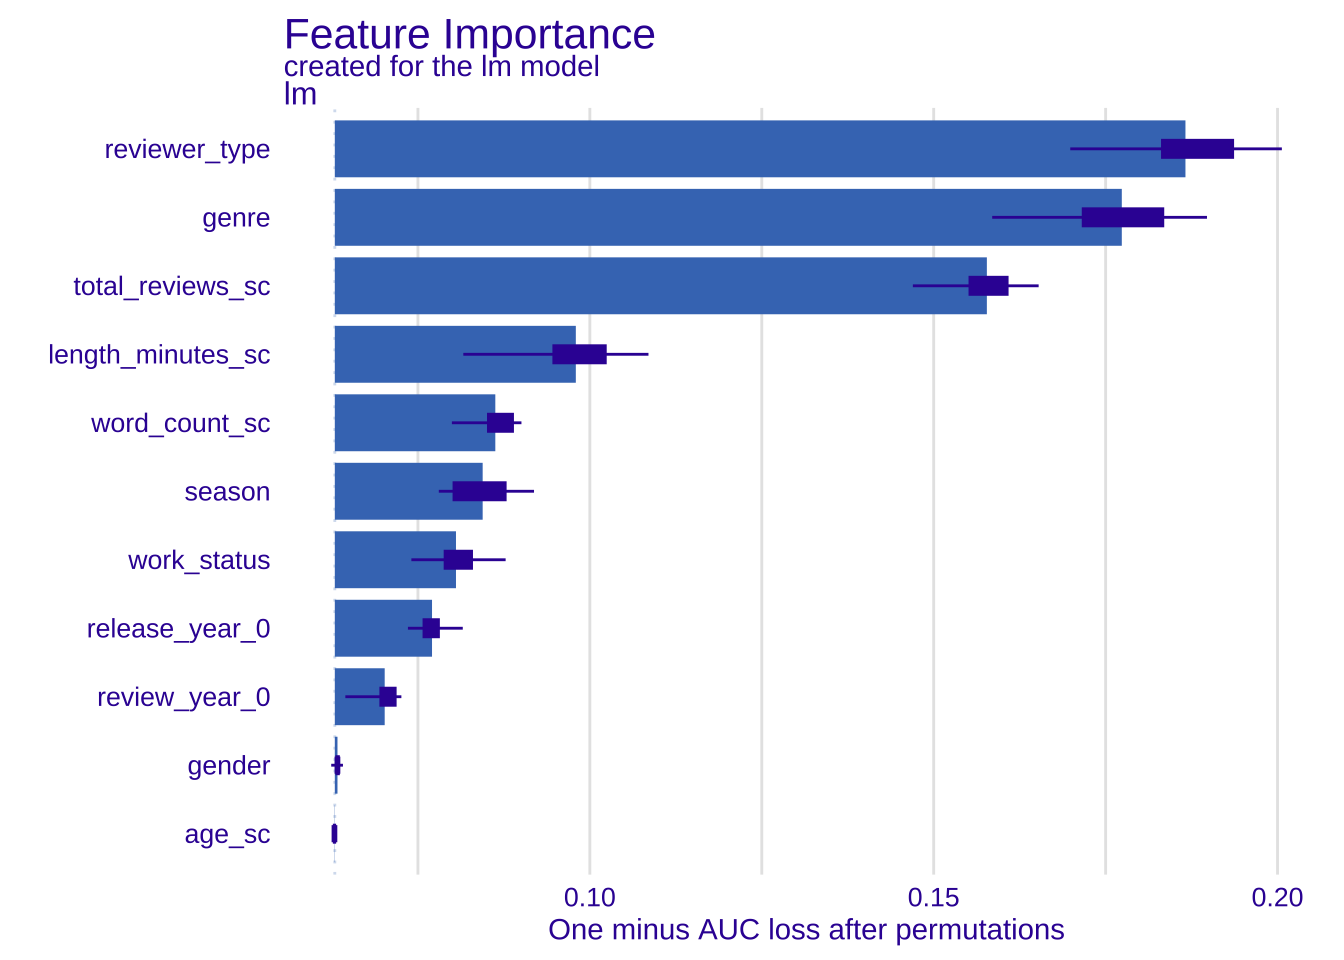 Feature Importance
created for the lm model
lm
reviewer_type
genre
total_reviews_sc
length_minutes_sc
word_count_sc
season
work_status
release_year_0
review_year_0
gender
age_sc
0.10 0.15 0.20
One minus AUC loss after permutations